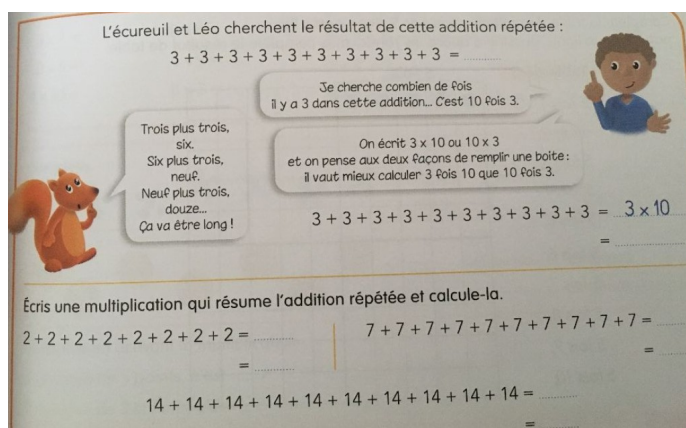 L'écureuil et Léo cherchent le résultat de cette addition répétée :
3 + 3 + 3 + 3 + 3 + 3 + 3 + 3 + 3 + 3 = ..........
Je cherche combien de fois
il y a 3 dans cette addition... C'est 10 fois 3.
Trois plus trois,
six.
Six plus trois,
neuf.
Neuf plus trois,
douze...
Ça va être long !
On écrit 3 x 10 ou 10 x 3
et on pense aux deux façons de remplir une boite :
il vaut mieux calculer 3 fois 10 que 10 fois 3.
3 + 3 + 3 + 3 + 3 + 3 + 3 + 3 + 3 + 3 = 3 x 10
= ..........
Écris une multiplication qui résume l'addition répétée et calcule-la.
2 + 2 + 2 + 2 + 2 + 2 + 2 + 2 = ..........
= ..........
7 + 7 + 7 + 7 + 7 + 7 + 7 + 7 + 7 + 7 = ..........
= ..........
14 + 14 + 14 + 14 + 14 + 14 + 14 + 14 + 14 + 14 = ..........
= ..........